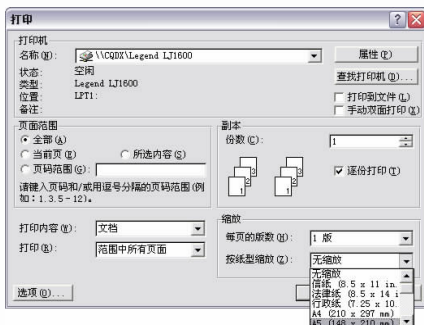 打印
打印机
名称(N): \\CQDX\Legend LJ1600 属性(P)
状态: 空闲
类型: Legend LJ1600 查找打印机(D)...
位置: LPT1: 打印到文件(L)
备注: 手动双面打印(X)
页面范围 副本
全部(A) 份数(C): 1
当前页(E) 所选内容(S)
页码范围(G): 逐份打印(T)
请键入页码和/或用逗号分隔的页码范围(例
如:1.3.5-12)。
缩放
打印内容(W): 文档 每页的版数(H): 1 版
打印(R): 范围中所有页面 按纸型缩放(Z): 无缩放
无缩放
信纸 (8.5 x 11 in.
法律纸 (8.5 x 14 i
行政纸 (7.25 x 10.
选项(O)... A4 (210 x 297 mm)
A5 (148 x 210 mm)